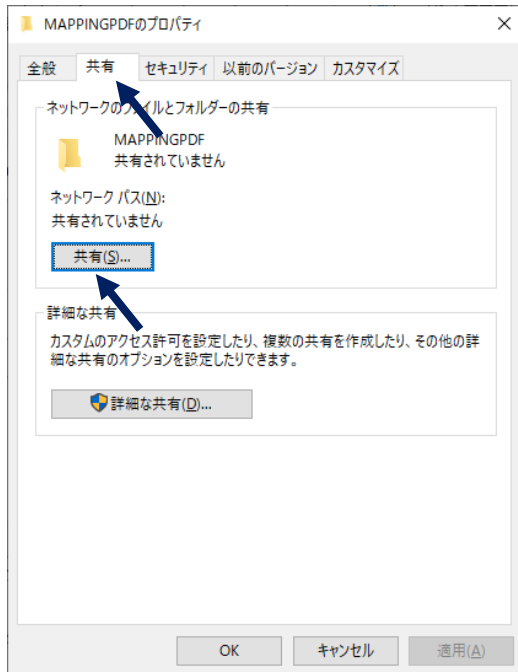 MAPPINGPDFのプロパティ
全般 共有 セキュリティ 以前のバージョン カスタマイズ
ネットワークのファイルとフォルダーの共有
MAPPINGPDF
共有されていません
ネットワーク パス(N):
共有されていません
共有(S)...
詳細な共有
カスタムのアクセス許可を設定したり、複数の共有を作成したり、その他の詳
細な共有のオプションを設定したりできます。
詳細な共有(D)...
OK キャンセル 適用(A)